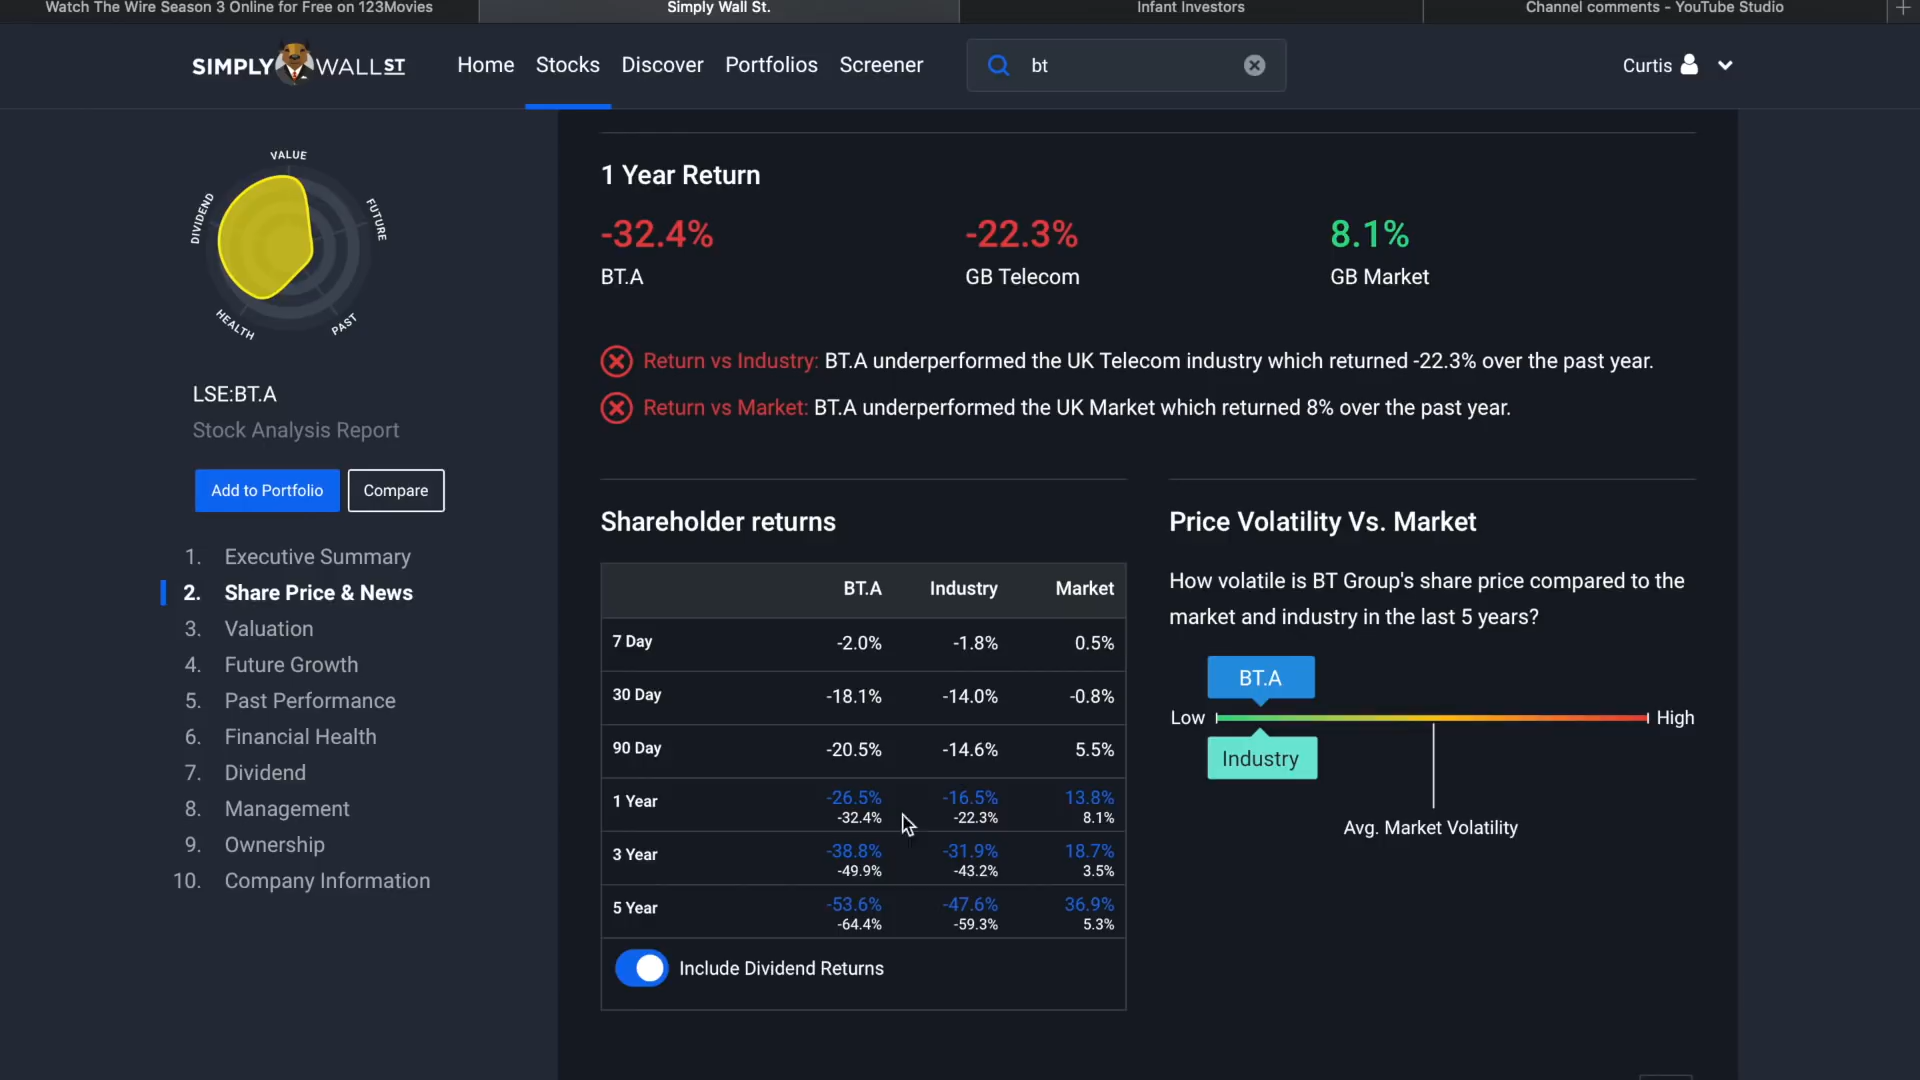 Watch The Wire Season 3 Online for Free on 123Movies
Simply Wall St.
Infant Investors
Channel comments - YouTube Studio
SIMPLY WALLST
Home
Stocks
Discover
Portfolios
Screener
bt
Curtis
VALUE
FUTURE
PAST
HEALTH
DIVIDEND
LSE:BT.A
Stock Analysis Report
Add to Portfolio
Compare
1. Executive Summary
2. Share Price & News
3. Valuation
4. Future Growth
5. Past Performance
6. Financial Health
7. Dividend
8. Management
9. Ownership
10. Company Information
1 Year Return
-32.4% -22.3% 8.1%
BT.A GB Telecom GB Market
Return vs Industry: BT.A underperformed the UK Telecom industry which returned -22.3% over the past year.
Return vs Market: BT.A underperformed the UK Market which returned 8% over the past year.
Shareholder returns
BT.A Industry Market
7 Day -2.0% -1.8% 0.5%
30 Day -18.1% -14.0% -0.8%
90 Day -20.5% -14.6% 5.5%
1 Year -26.5% -16.5% 13.8%
-32.4% -22.3% 8.1%
3 Year -38.8% -31.9% 18.7%
-49.9% -43.2% 3.5%
5 Year -53.6% -47.6% 36.9%
-64.4% -59.3% 5.3%
Include Dividend Returns
Price Volatility Vs. Market
How volatile is BT Group's share price compared to the
market and industry in the last 5 years?
BT.A
Low High
Industry
Avg. Market Volatility